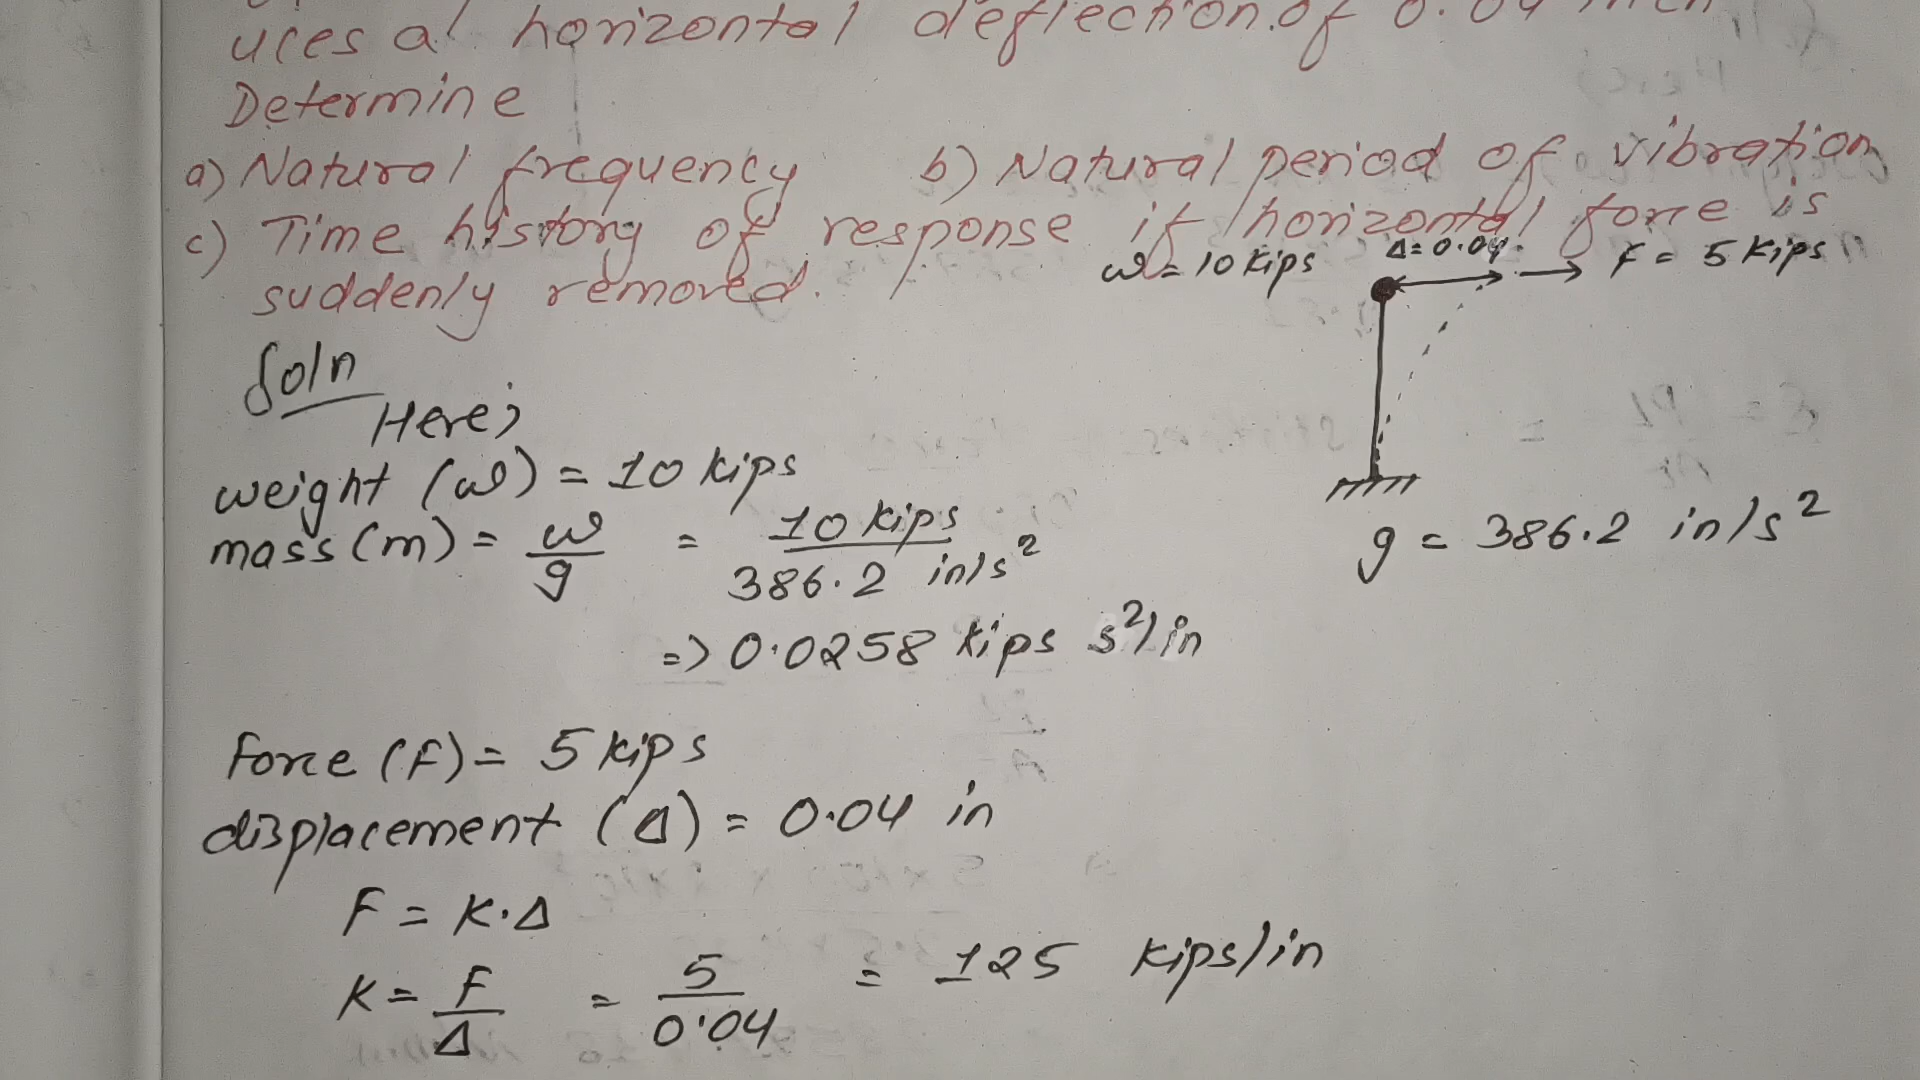 uces a horizontal deflection of 0.04 inch
Determine
a) Natural frequency b) Natural period of vibration
c) Time history of response if horizontal force is
suddenly removed.
w = 10 kips Δ = 0.04 F = 5 kips
Soln
Here;
weight (w) = 10 kips
mass (m) = w/g = 10 kips / 386.2 in/s²
g = 386.2 in/s²
=> 0.0258 kips s²/in
Force (F) = 5 kips
displacement (Δ) = 0.04 in
F = K.Δ
K = F/Δ = 5/0.04 = 125 kips/in